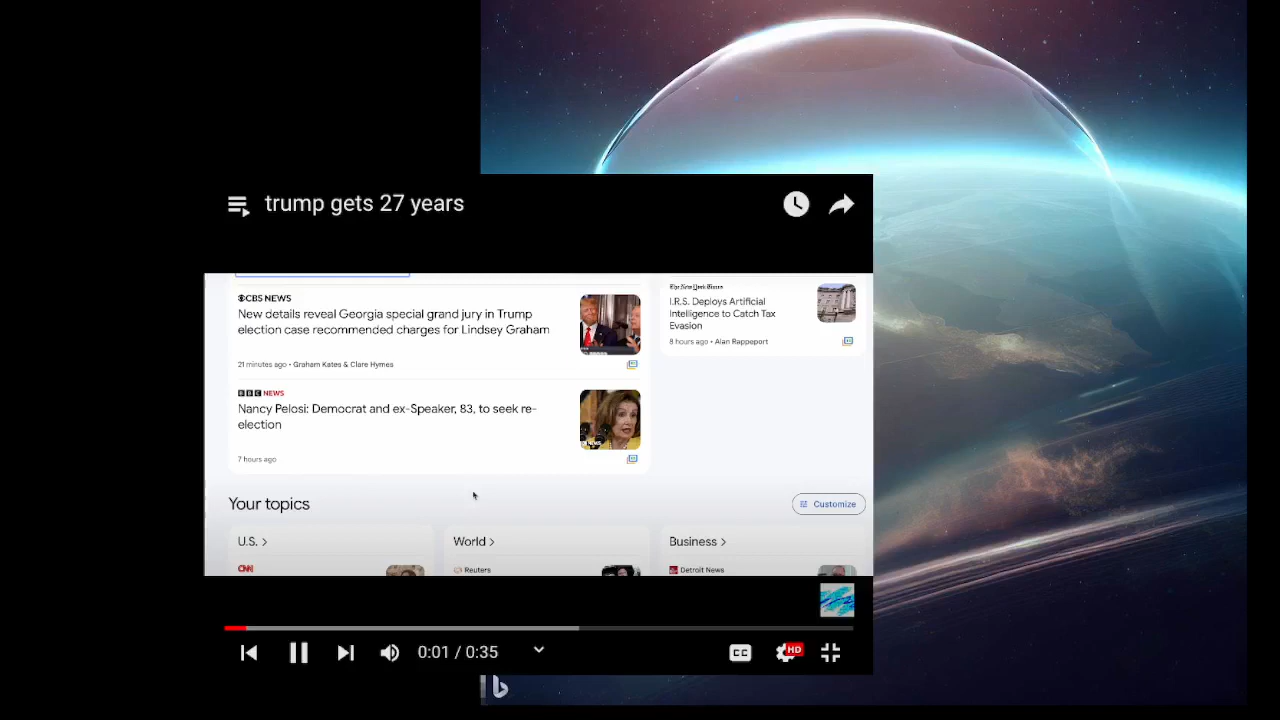 trump gets 27 years
CBS NEWS
New details reveal Georgia special grand jury in Trump
election case recommended charges for Lindsey Graham
21 minutes ago • Graham Kates & Clare Hymes
BBC NEWS
Nancy Pelosi: Democrat and ex-Speaker, 83, to seek re-
election
7 hours ago
The New York Times
I.R.S. Deploys Artificial
Intelligence to Catch Tax
Evasion
8 hours ago • Alan Rappeport
Your topics
Customize
U.S. >
World >
Business >
CNN
Reuters
Detroit News
0:01 / 0:35
CC
HD
b